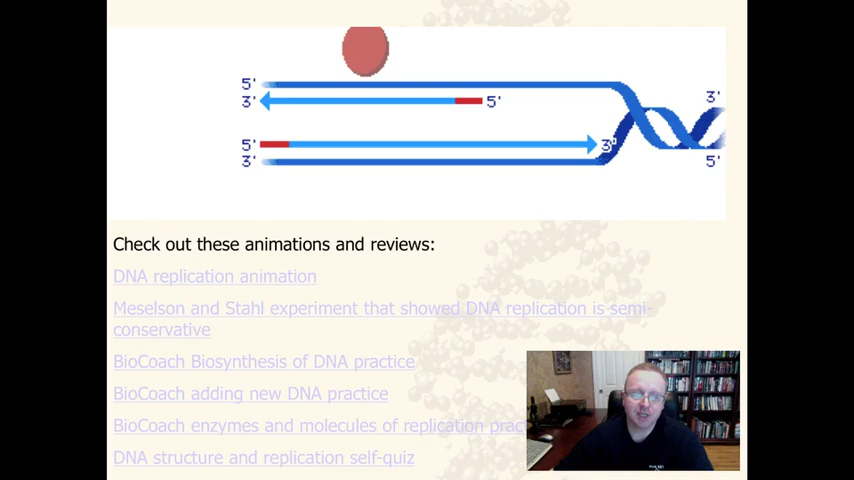 5'
3'
5'
5'
3'
3'
3'
5'
Check out these animations and reviews:
DNA replication animation
Meselson and Stahl experiment that showed DNA replication is semi-
conservative
BioCoach Biosynthesis of DNA practice
BioCoach adding new DNA practice
BioCoach enzymes and molecules of replication
DNA structure and replication self-quiz